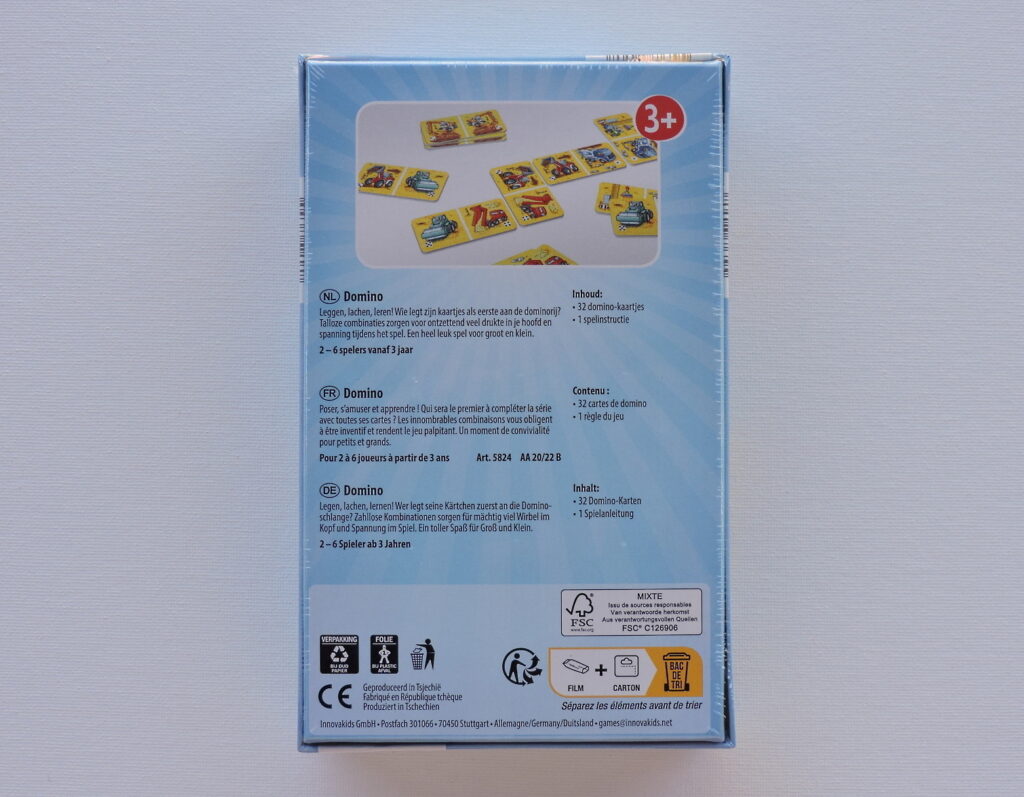 3+
NL Domino
Leggen, lachen, leren! Wie legt zijn kaartjes als eerste aan de dominorij?
Talloze combinaties zorgen voor ontzettend veel drukte in je hoofd en
spanning tijdens het spel. Een heel leuk spel voor groot en klein.
2 – 6 spelers vanaf 3 jaar
Inhoud:
• 32 domino-kaartjes
• 1 spelinstructie
FR Domino
Poser, s'amuser et apprendre ! Qui sera le premier à compléter la série
avec toutes ses cartes ? Les innombrables combinaisons vous obligent
à être inventif et rendent le jeu palpitant. Un moment de convivialité
pour petits et grands.
Pour 2 à 6 joueurs à partir de 3 ans Art. 5824 AA 20/22 B
Contenu :
• 32 cartes de domino
• 1 règle du jeu
DE Domino
Legen, lachen, lernen! Wer legt seine Kärtchen zuerst an die Domino-
schlange? Zahllose Kombinationen sorgen für mächtig viel Wirbel im
Kopf und Spannung im Spiel. Ein toller Spaß für Groß und Klein.
2 – 6 Spieler ab 3 Jahren
Inhalt:
• 32 Domino-Karten
• 1 Spielanleitung
FSC
www.fsc.org
MIXTE
Issu de sources responsables
Van verantwoorde herkomst
Aus verantwortungsvollen Quellen
FSC® C126906
VERPAKKING
BIJ OUD
PAPIER
FOLIE
BIJ PLASTIC
AFVAL
FILM + CARTON
BAC
DE
TRI
Séparez les éléments avant de trier
CE
Geproduceerd in Tsjechië
Fabriqué en République tchèque
Produziert in Tschechien
Innovakids GmbH • Postfach 301066 • 70450 Stuttgart • Allemagne/Germany/Duitsland • games@innovakids.net